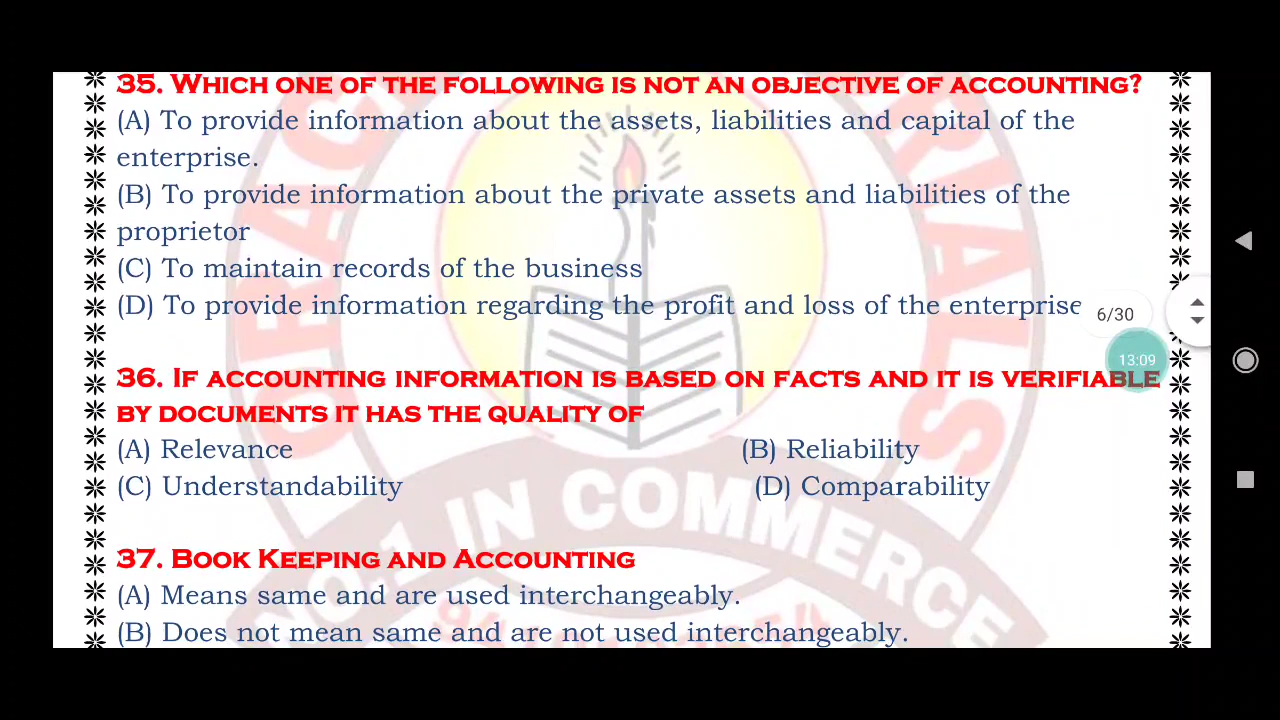 35. WHICH ONE OF THE FOLLOWING IS NOT AN OBJECTIVE OF ACCOUNTING?
(A) To provide information about the assets, liabilities and capital of the
enterprise.
(B) To provide information about the private assets and liabilities of the
proprietor
(C) To maintain records of the business
(D) To provide information regarding the profit and loss of the enterprise
6/30
13:09
36. IF ACCOUNTING INFORMATION IS BASED ON FACTS AND IT IS VERIFIABLE
BY DOCUMENTS IT HAS THE QUALITY OF
(A) Relevance (B) Reliability
(C) Understandability (D) Comparability
NO.1 IN COMMERCE
37. BOOK KEEPING AND ACCOUNTING
(A) Means same and are used interchangeably.
(B) Does not mean same and are not used interchangeably.